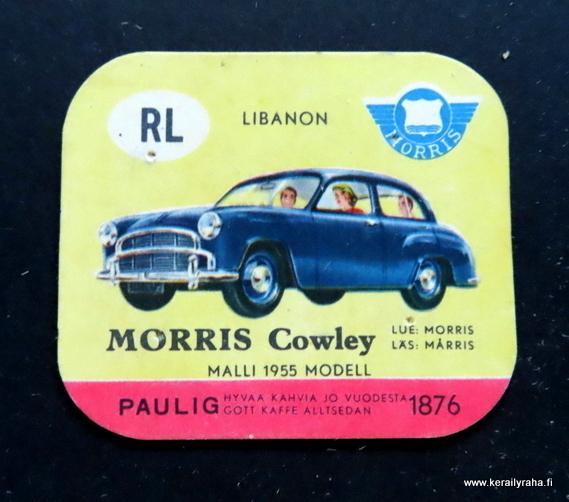 RL
LIBANON
MORRIS
MORRIS Cowley
LUE: MORRIS
LÄS: MÅRRIS
MALLI 1955 MODELL
PAULIG HYVÄÄ KAHVIA JO VUODESTA 1876
GOTT KAFFE ALLTSEDAN
www.kerailyraha.fi